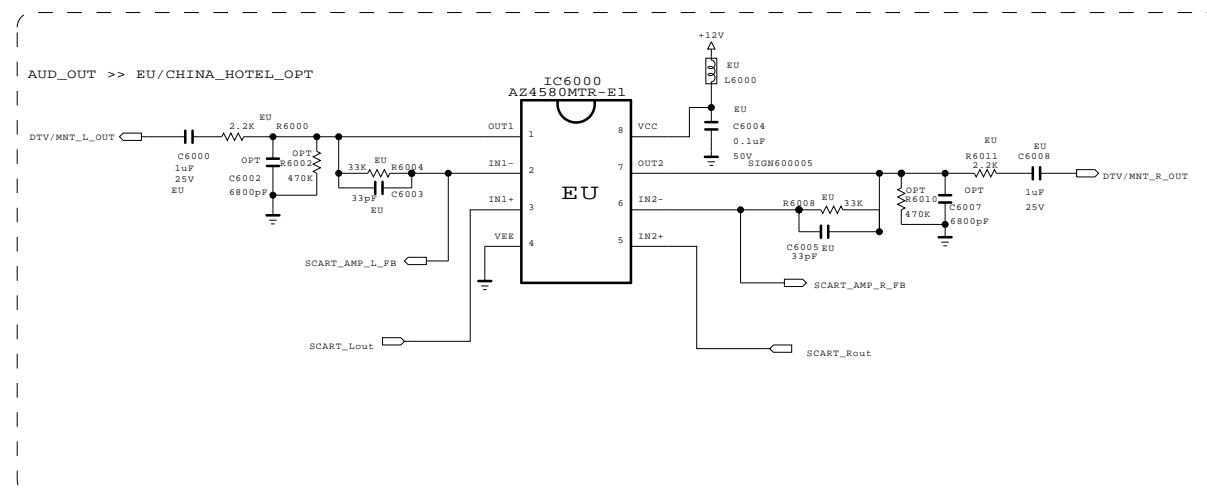 +12V
AUD_OUT >> EU/CHINA_HOTEL_OPT
EU
L6000
IC6000
AZ4580MTR-E1
EU
C6004
0.1uF
50V
EU
2.2K
R6000
DTV/MNT_L_OUT
C6000
1uF
25V
EU
OPT
C6002
6800pF
OPT
R6002
470K
EU
33K
R6004
33pF
C6003
EU
OUT1
1
IN1-
2
IN1+
3
VEE
4
EU
8
VCC
7
OUT2
6
IN2-
5
IN2+
SIGN600005
EU
R6008
33K
C6005
EU
33pF
OPT
R6010
470K
OPT
C6007
6800pF
EU
R6011
2.2K
EU
C6008
1uF
25V
DTV/MNT_R_OUT
SCART_AMP_L_FB
SCART_AMP_R_FB
SCART_Lout
SCART_Rout